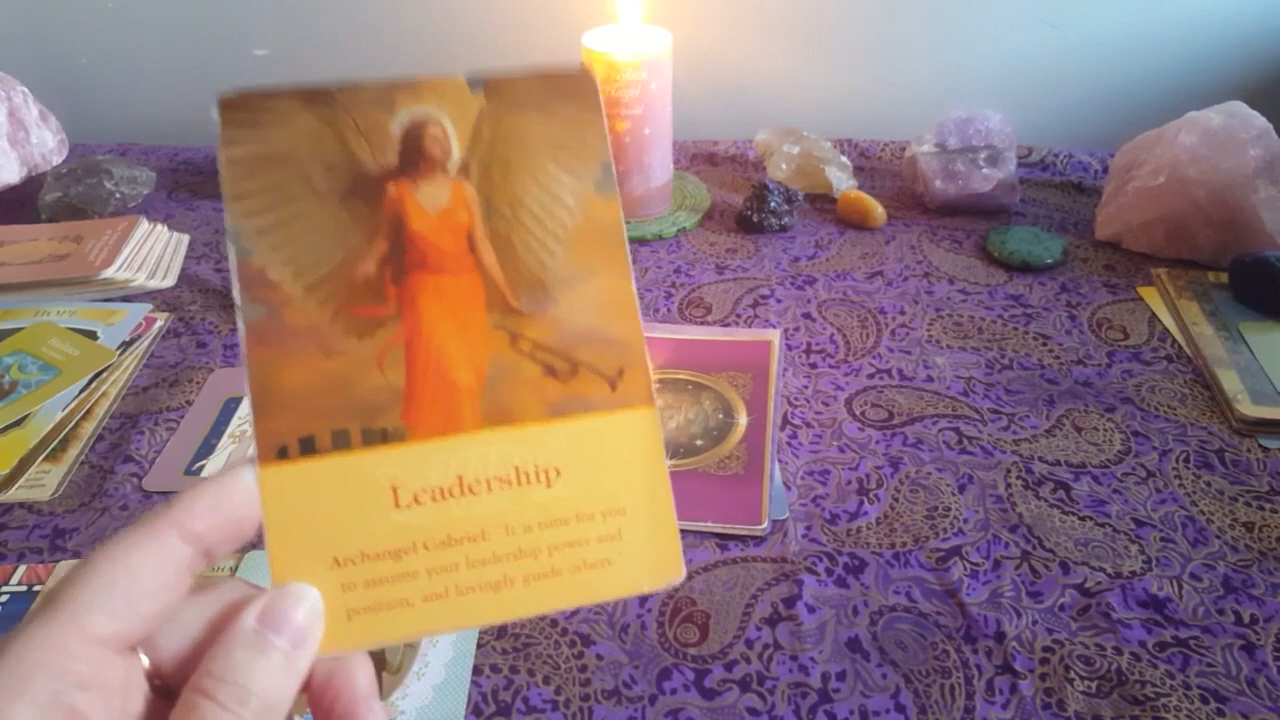 HOPE
Leadership
Archangel Gabriel: "It is time for you
to assume your leadership power and
position, and lovingly guide others."